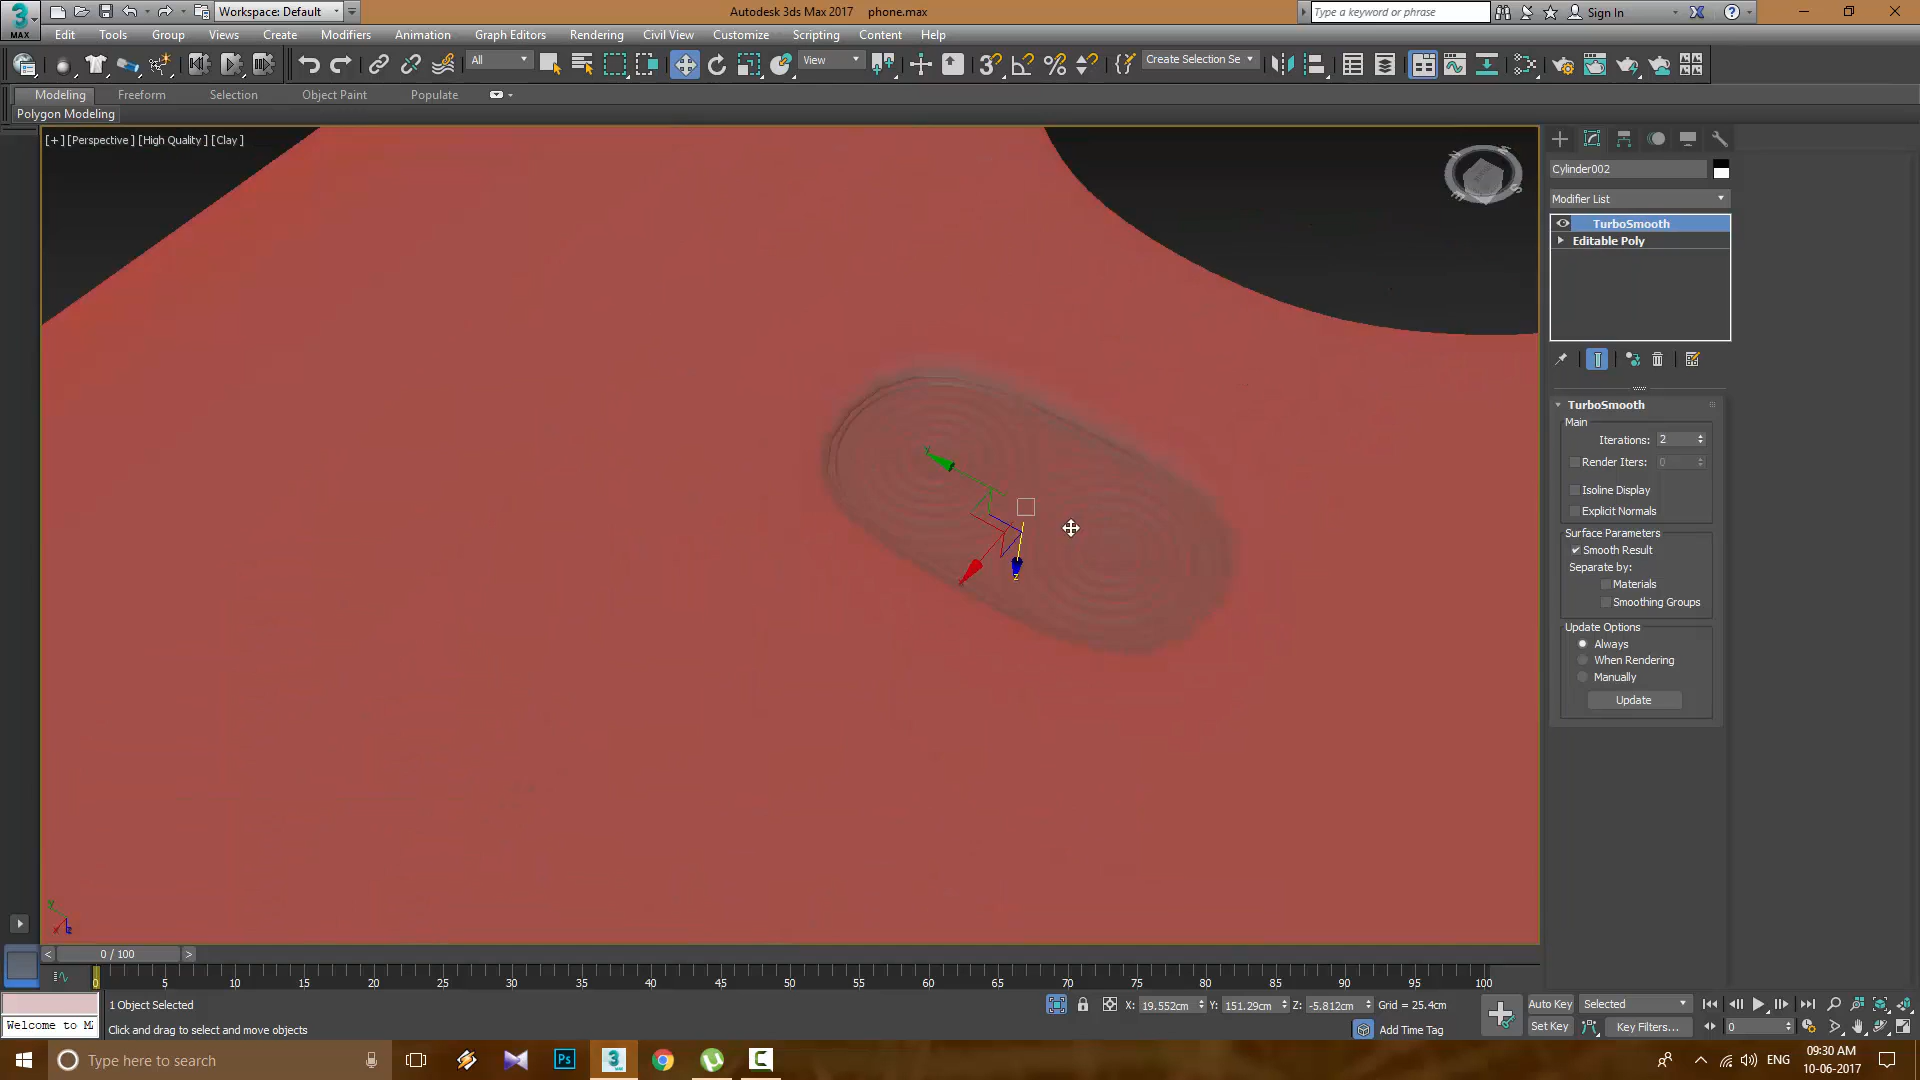 MAX
Workspace: Default
Autodesk 3ds Max 2017    phone.max
Type a keyword or phrase
Sign In
Edit  Tools  Group  Views  Create  Modifiers  Animation  Graph Editors  Rendering  Civil View  Customize  Scripting  Content  Help
All
View
Create Selection Se
Modeling  Freeform  Selection  Object Paint  Populate
Polygon Modeling
[+] [Perspective ] [High Quality ] [Clay ]
Cylinder002
Modifier List
TurboSmooth
Editable Poly
TurboSmooth
Main
Iterations: 2
Render Iters: 0
Isoline Display
Explicit Normals
Surface Parameters
Smooth Result
Separate by:
Materials
Smoothing Groups
Update Options
Always
When Rendering
Manually
Update
0 / 100
0 5 10 15 20 25 30 35 40 45 50 55 60 65 70 75 80 85 90 95 100
1 Object Selected
X: 19.552cm  Y: 151.29cm  Z: -5.812cm  Grid = 25.4cm
Auto Key  Selected
Welcome to M
Click and drag to select and move objects
Add Time Tag
Set Key  Key Filters...  0
Type here to search
Ps
ENG
09:30 AM
10-06-2017